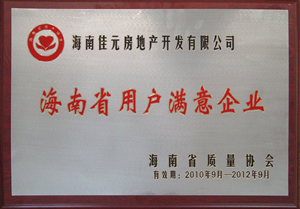 海南佳元房地产开发有限公司
海南省用户满意企业
海南省质量协会
有效期：2010年9月—2012年9月